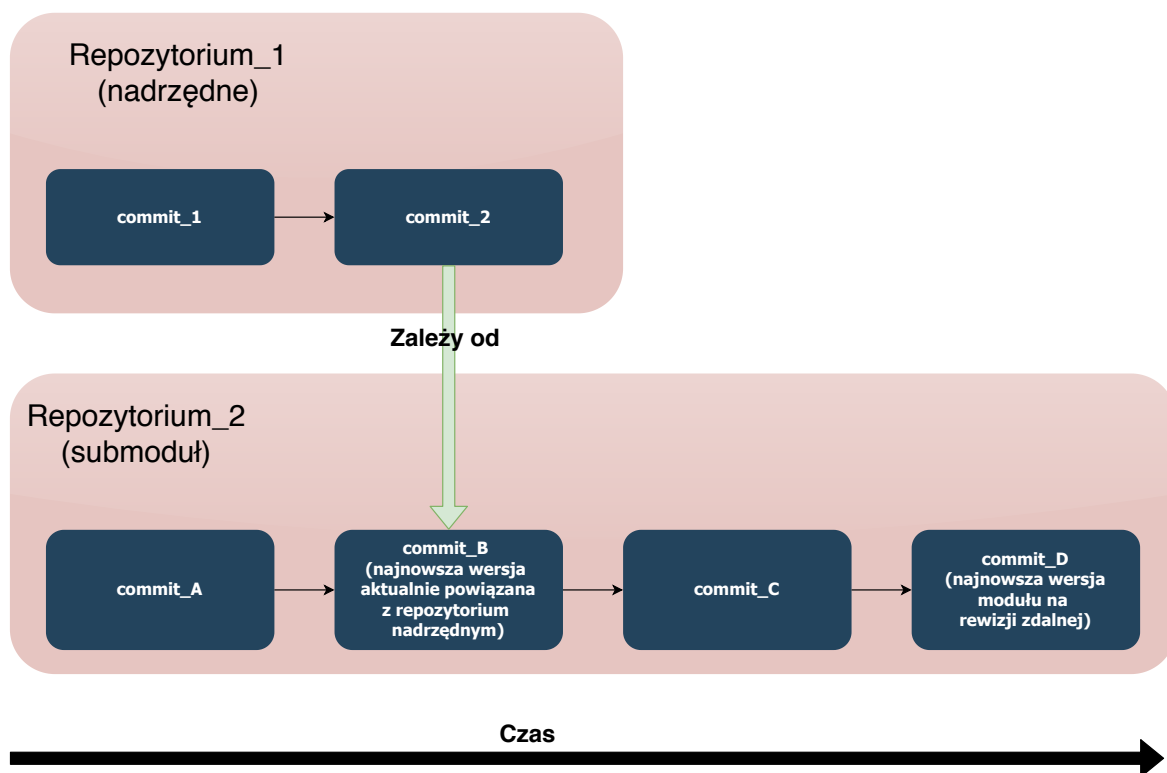 Repozytorium_1
(nadrzędne)
commit_1
commit_2
Zależy od
Repozytorium_2
(submoduł)
commit_A
commit_B
(najnowsza wersja
aktualnie powiązana
z repozytorium
nadrzędnym)
commit_C
commit_D
(najnowsza wersja
modułu na
rewizji zdalnej)
Czas